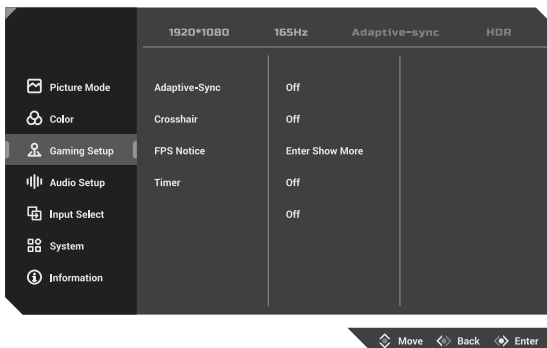 1920*1080 165Hz Adaptive-sync HDR
Picture Mode Adaptive-Sync Off
Color Crosshair Off
Gaming Setup FPS Notice Enter Show More
Audio Setup Timer Off
Input Select Off
System
Information
Move Back Enter